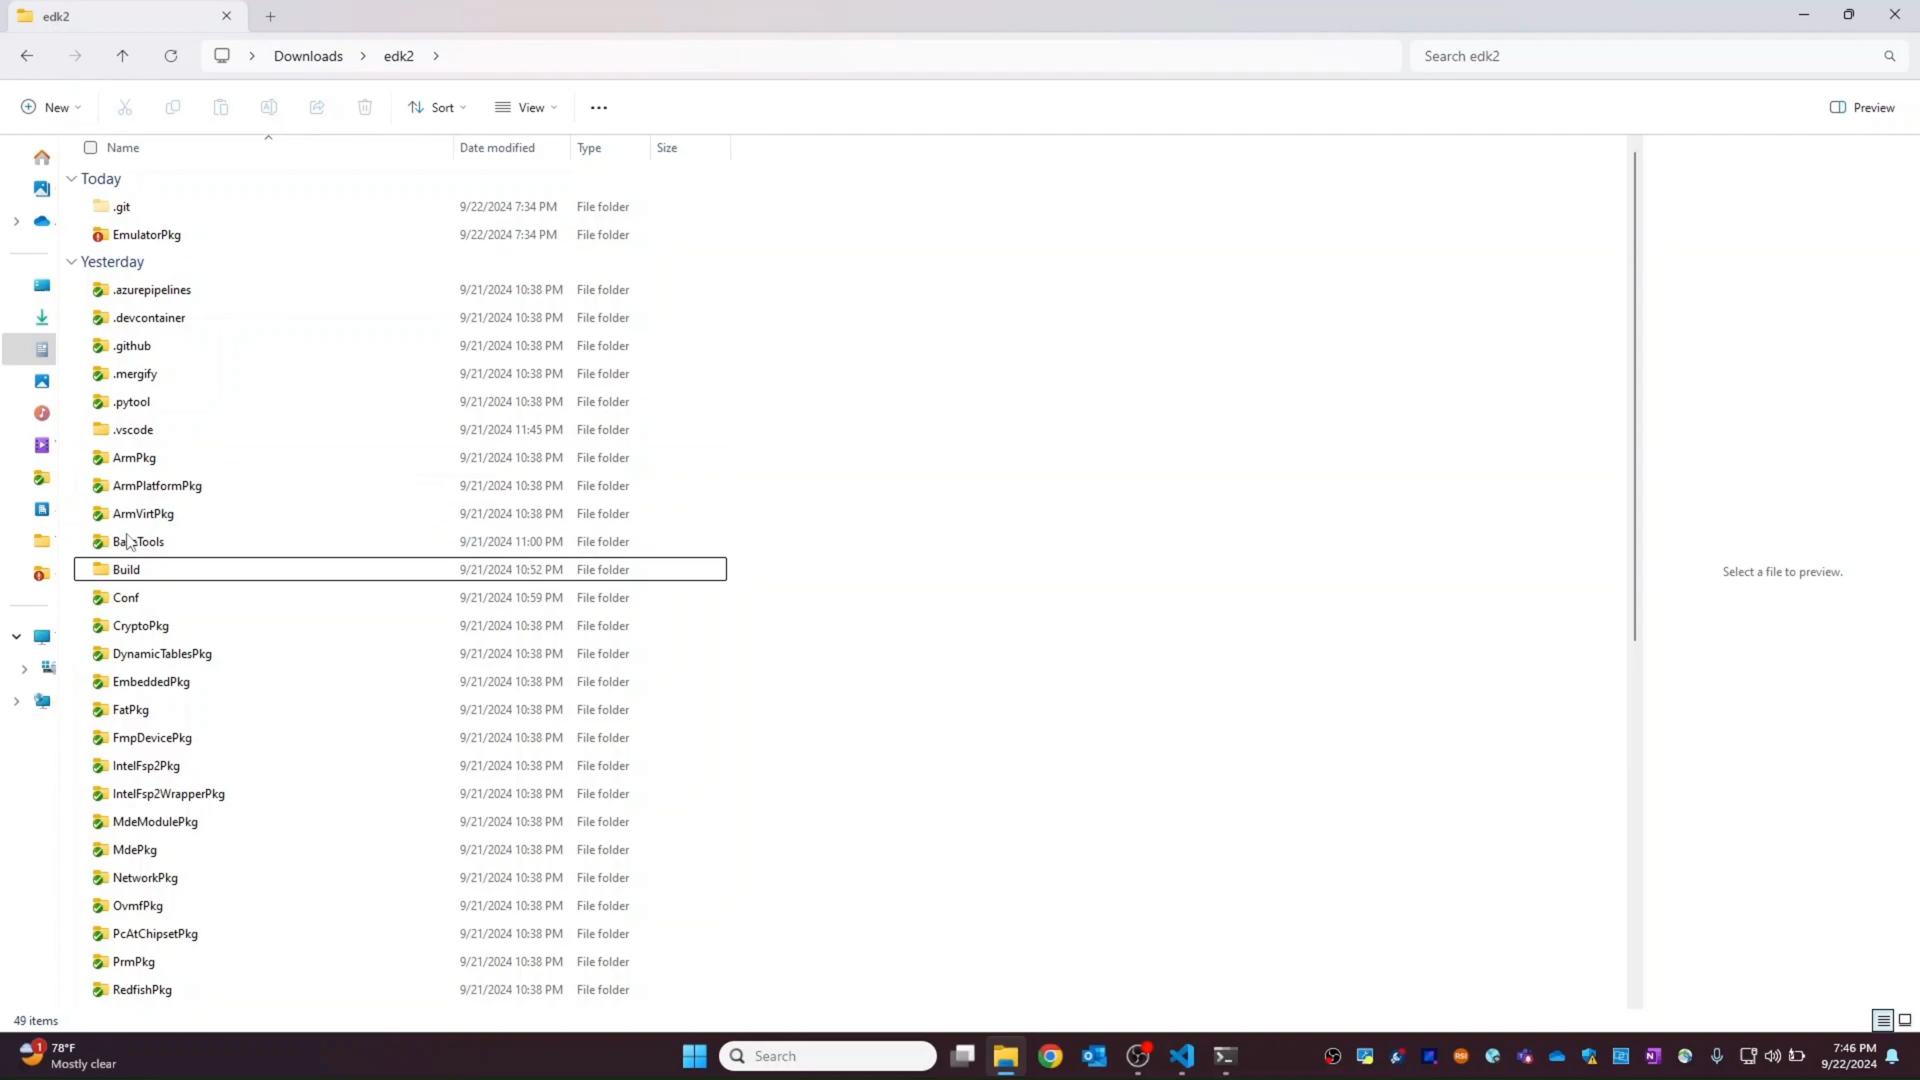 edk2
Downloads edk2 Search edk2
New Sort View Preview
Name Date modified Type Size
Today
.git 9/22/2024 7:34 PM File folder
EmulatorPkg 9/22/2024 7:34 PM File folder
Yesterday
.azurepipelines 9/21/2024 10:38 PM File folder
.devcontainer 9/21/2024 10:38 PM File folder
.github 9/21/2024 10:38 PM File folder
.mergify 9/21/2024 10:38 PM File folder
.pytool 9/21/2024 10:38 PM File folder
.vscode 9/21/2024 11:45 PM File folder
ArmPkg 9/21/2024 10:38 PM File folder
ArmPlatformPkg 9/21/2024 10:38 PM File folder
ArmVirtPkg 9/21/2024 10:38 PM File folder
BaseTools 9/21/2024 11:00 PM File folder
Build 9/21/2024 10:52 PM File folder
Conf 9/21/2024 10:59 PM File folder
CryptoPkg 9/21/2024 10:38 PM File folder
DynamicTablesPkg 9/21/2024 10:38 PM File folder
EmbeddedPkg 9/21/2024 10:38 PM File folder
FatPkg 9/21/2024 10:38 PM File folder
Select a file to preview.
FmpDevicePkg 9/21/2024 10:38 PM File folder
IntelFsp2Pkg 9/21/2024 10:38 PM File folder
IntelFsp2WrapperPkg 9/21/2024 10:38 PM File folder
MdeModulePkg 9/21/2024 10:38 PM File folder
MdePkg 9/21/2024 10:38 PM File folder
NetworkPkg 9/21/2024 10:38 PM File folder
OvmfPkg 9/21/2024 10:38 PM File folder
PcAtChipsetPkg 9/21/2024 10:38 PM File folder
PrmPkg 9/21/2024 10:38 PM File folder
RedfishPkg 9/21/2024 10:38 PM File folder
49 items
1 78°F
Mostly clear
Search
7:46 PM
9/22/2024